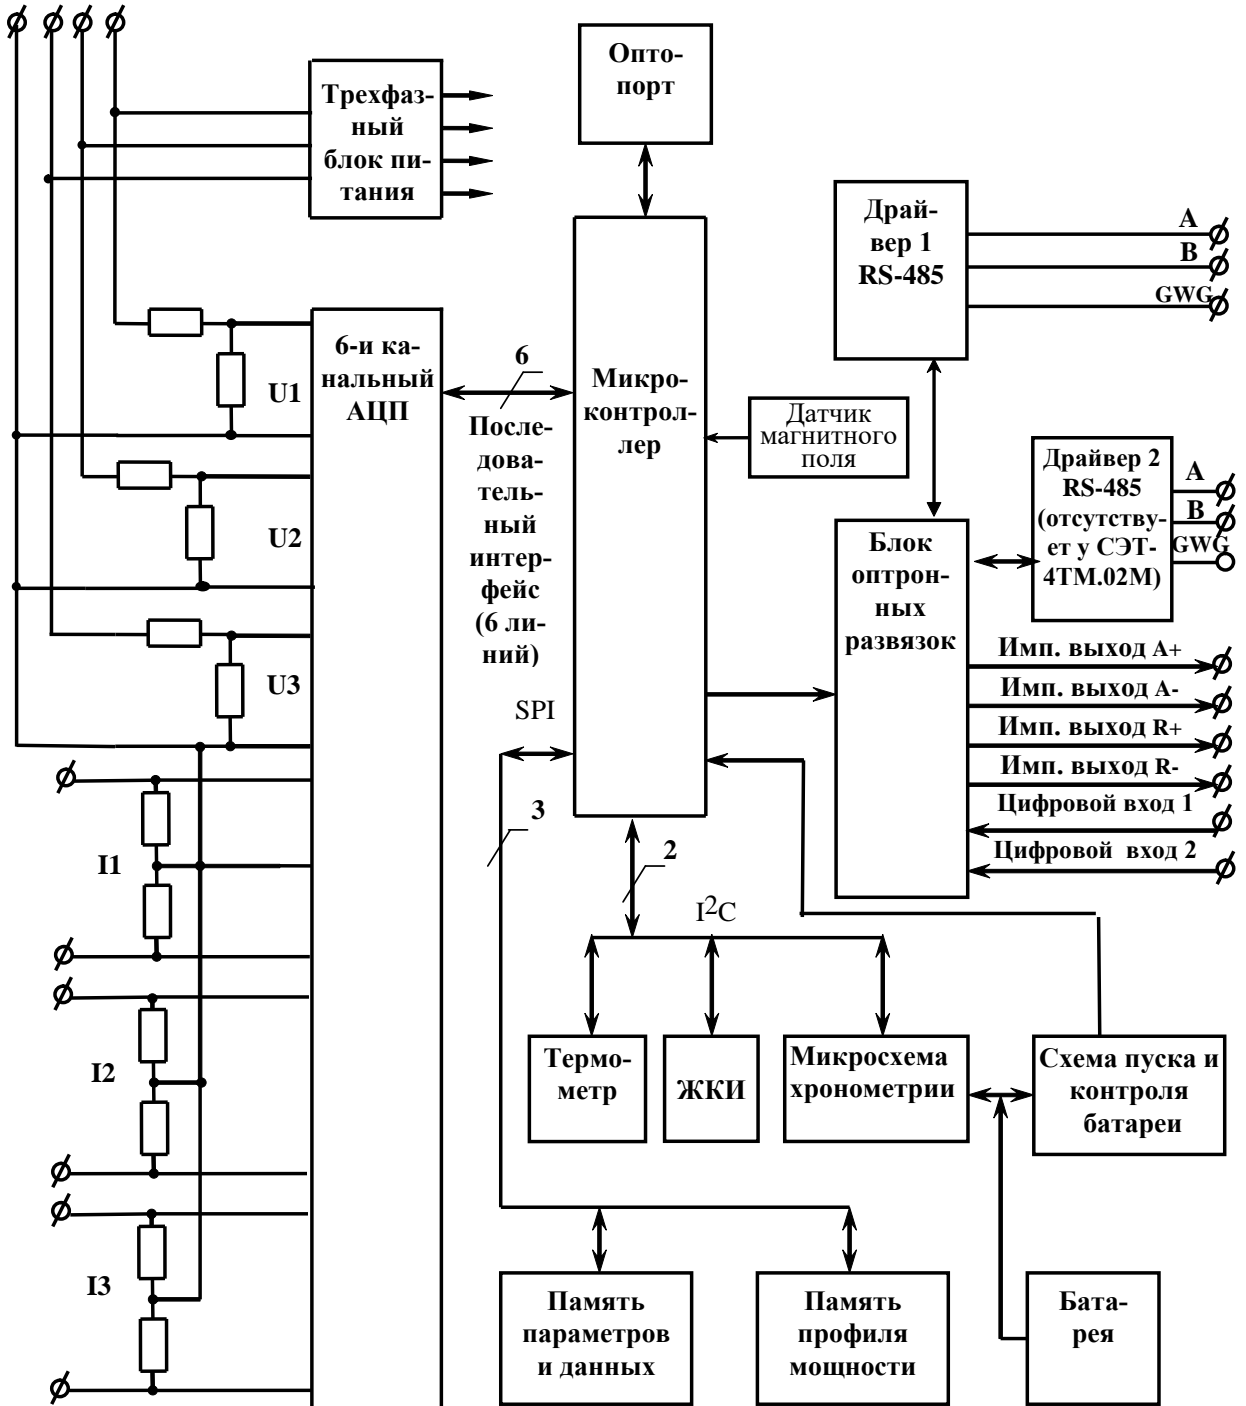 Опто-
порт
Трехфаз-
ный
блок пи-
тания
Драй-
вер 1
RS-485
A
B
GWG
6-и ка-
нальный
АЦП
U1
U2
U3
6
После-
дова-
тель-
ный
интер-
фейс
(6 ли-
ний)
Микро-
контрол-
лер
Датчик
магнитного
поля
Драйвер 2
RS-485
(отсутству-
ет у СЭТ-
4ТМ.02М)
A
B
GWG
Блок
оптрон-
ных
развязок
Имп. выход A+
Имп. выход A-
Имп. выход R+
Имп. выход R-
Цифровой вход 1
Цифровой вход 2
SPI
3
2
I2C
I1
I2
I3
Термо-
метр
ЖКИ
Микросхема
хронометрии
Схема пуска и
контроля
батареи
Память
параметров
и данных
Память
профиля
мощности
Бата-
рея